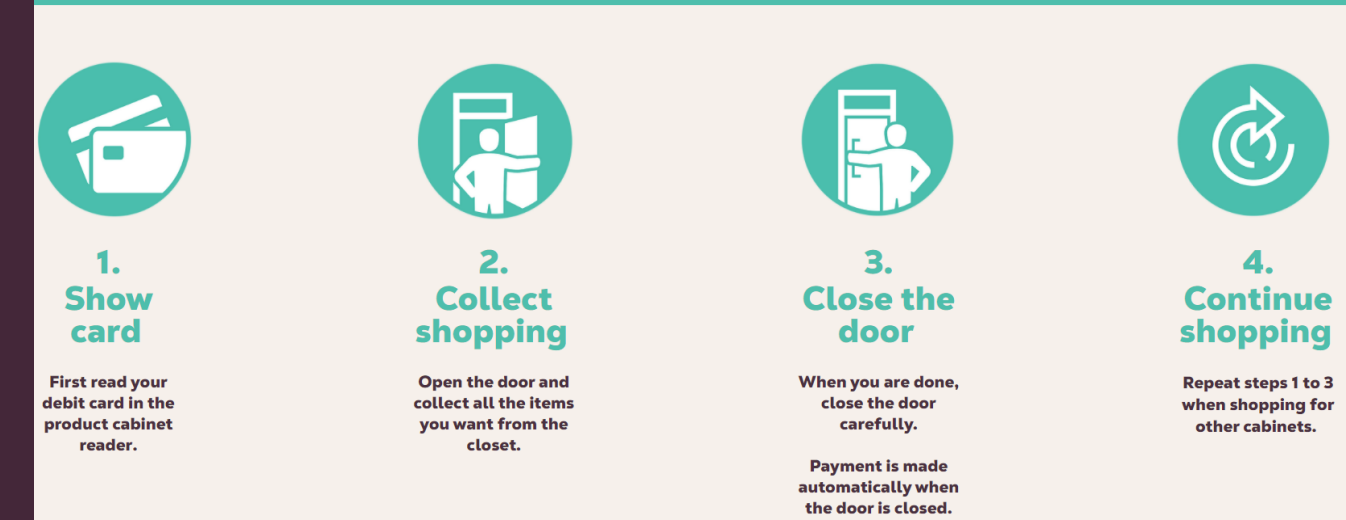 1.
Show
card
First read your
debit card in the
product cabinet
reader.
2.
Collect
shopping
Open the door and
collect all the items
you want from the
closet.
3.
Close the
door
When you are done,
close the door
carefully.
Payment is made
automatically when
the door is closed.
4.
Continue
shopping
Repeat steps 1 to 3
when shopping for
other cabinets.